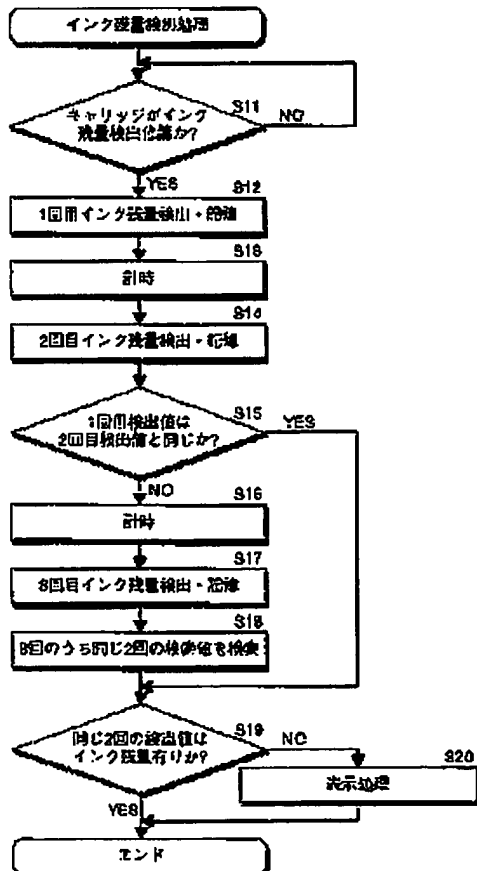 インク残量検出処理
S11
キャリッジがインク
残量検出位置か?
NO
YES
S12
1回目インク残量検出・記憶
S13
計時
S14
2回目インク残量検出・記憶
S15
1回目検出値は
2回目検出値と同じか?
YES
NO
S16
計時
S17
3回目インク残量検出・記憶
S18
3回のうち同じ2回の検出値を検索
S19
同じ2回の検出値は
インク残量有りか?
NO
S20
表示処理
YES
エンド